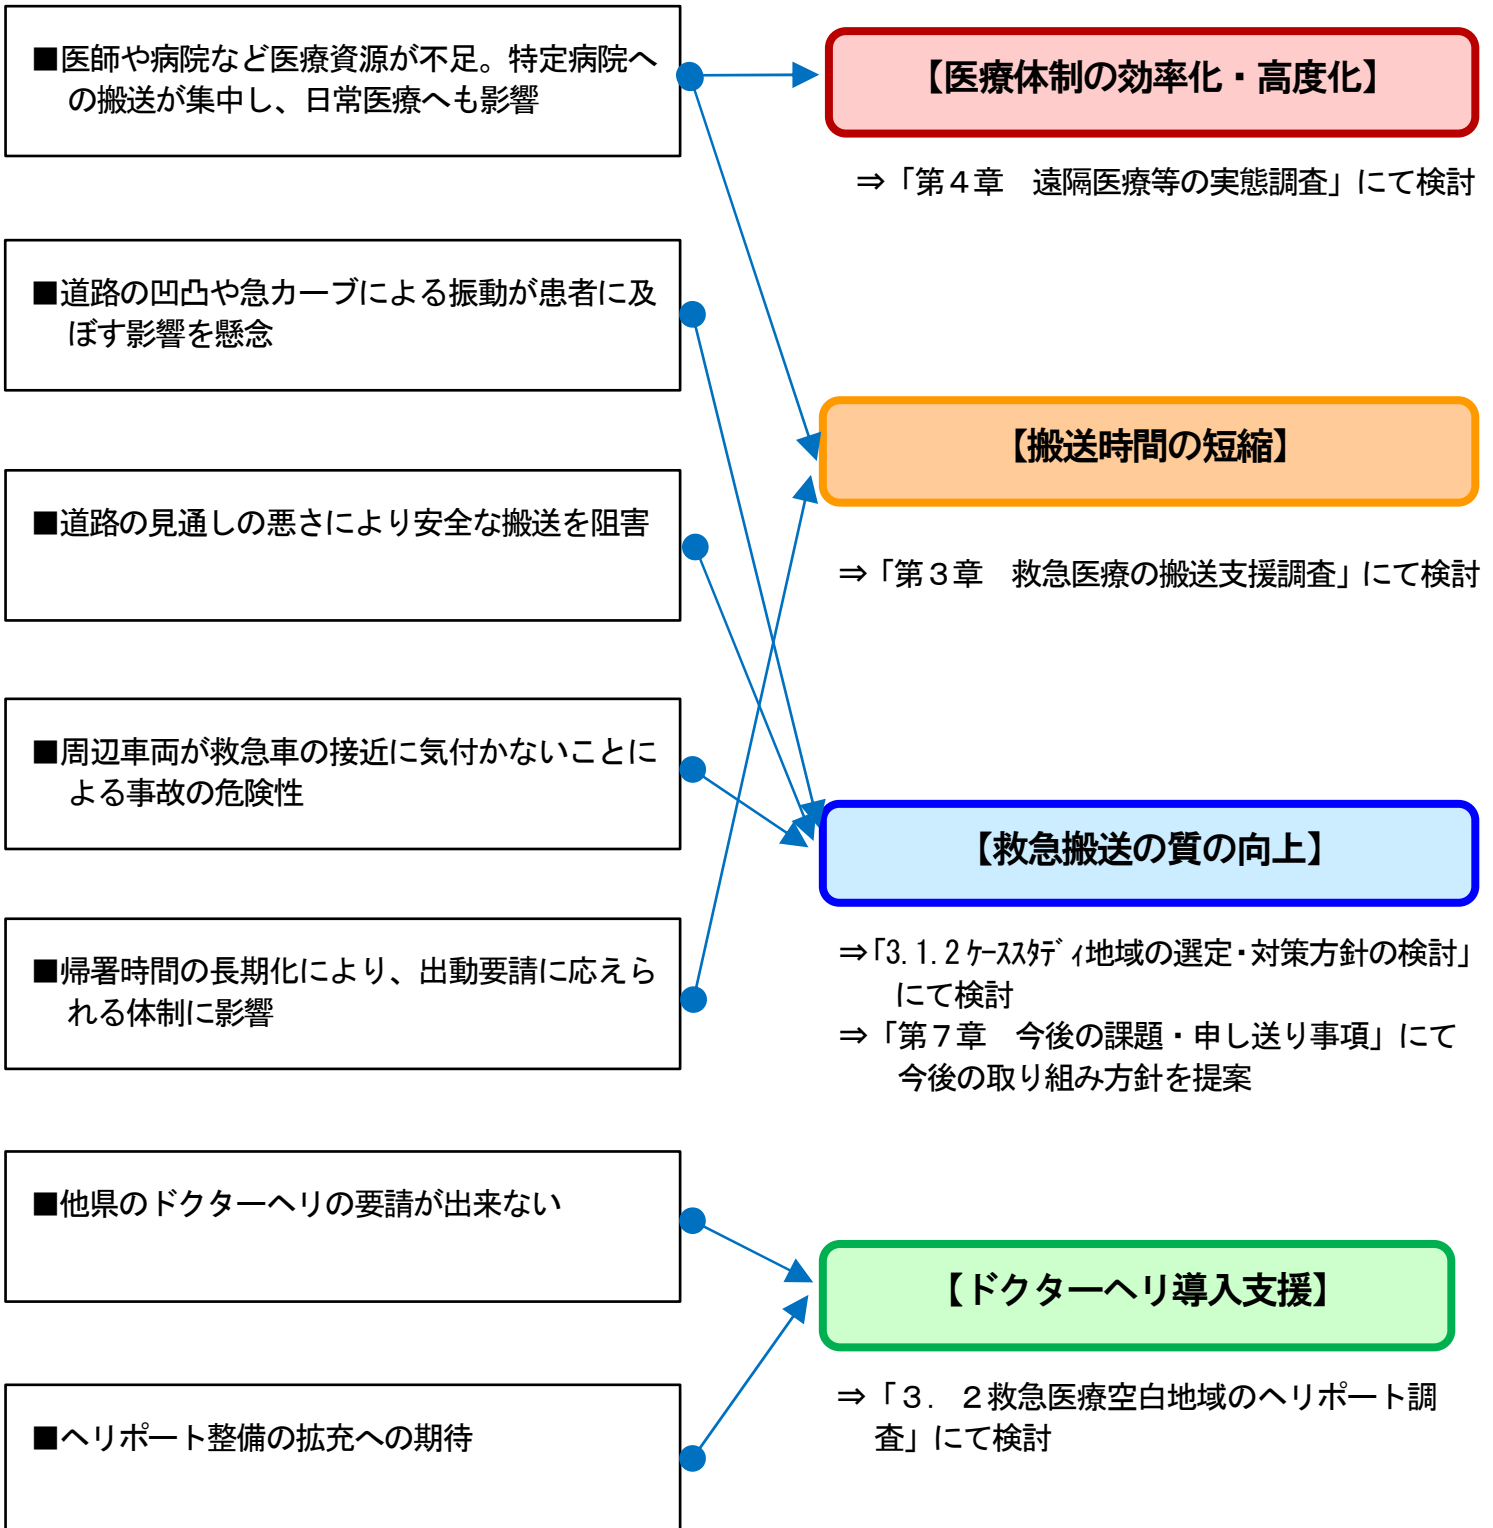 ■医師や病院など医療資源が不足。特定病院へ
の搬送が集中し、日常医療へも影響
【医療体制の効率化・高度化】
⇒「第４章　遠隔医療等の実態調査」にて検討
■道路の凹凸や急カーブによる振動が患者に及
ぼす影響を懸念
【搬送時間の短縮】
■道路の見通しの悪さにより安全な搬送を阻害
⇒「第３章　救急医療の搬送支援調査」にて検討
■周辺車両が救急車の接近に気付かないことに
よる事故の危険性
【救急搬送の質の向上】
■帰署時間の長期化により、出動要請に応えら
れる体制に影響
⇒「3.1.2ｹｰｽｽﾀﾃﾞｨ地域の選定・対策方針の検討」
にて検討
⇒「第７章　今後の課題・申し送り事項」にて
今後の取り組み方針を提案
■他県のドクターヘリの要請が出来ない
【ドクターヘリ導入支援】
■ヘリポート整備の拡充への期待
⇒「３．２救急医療空白地域のヘリポート調
査」にて検討